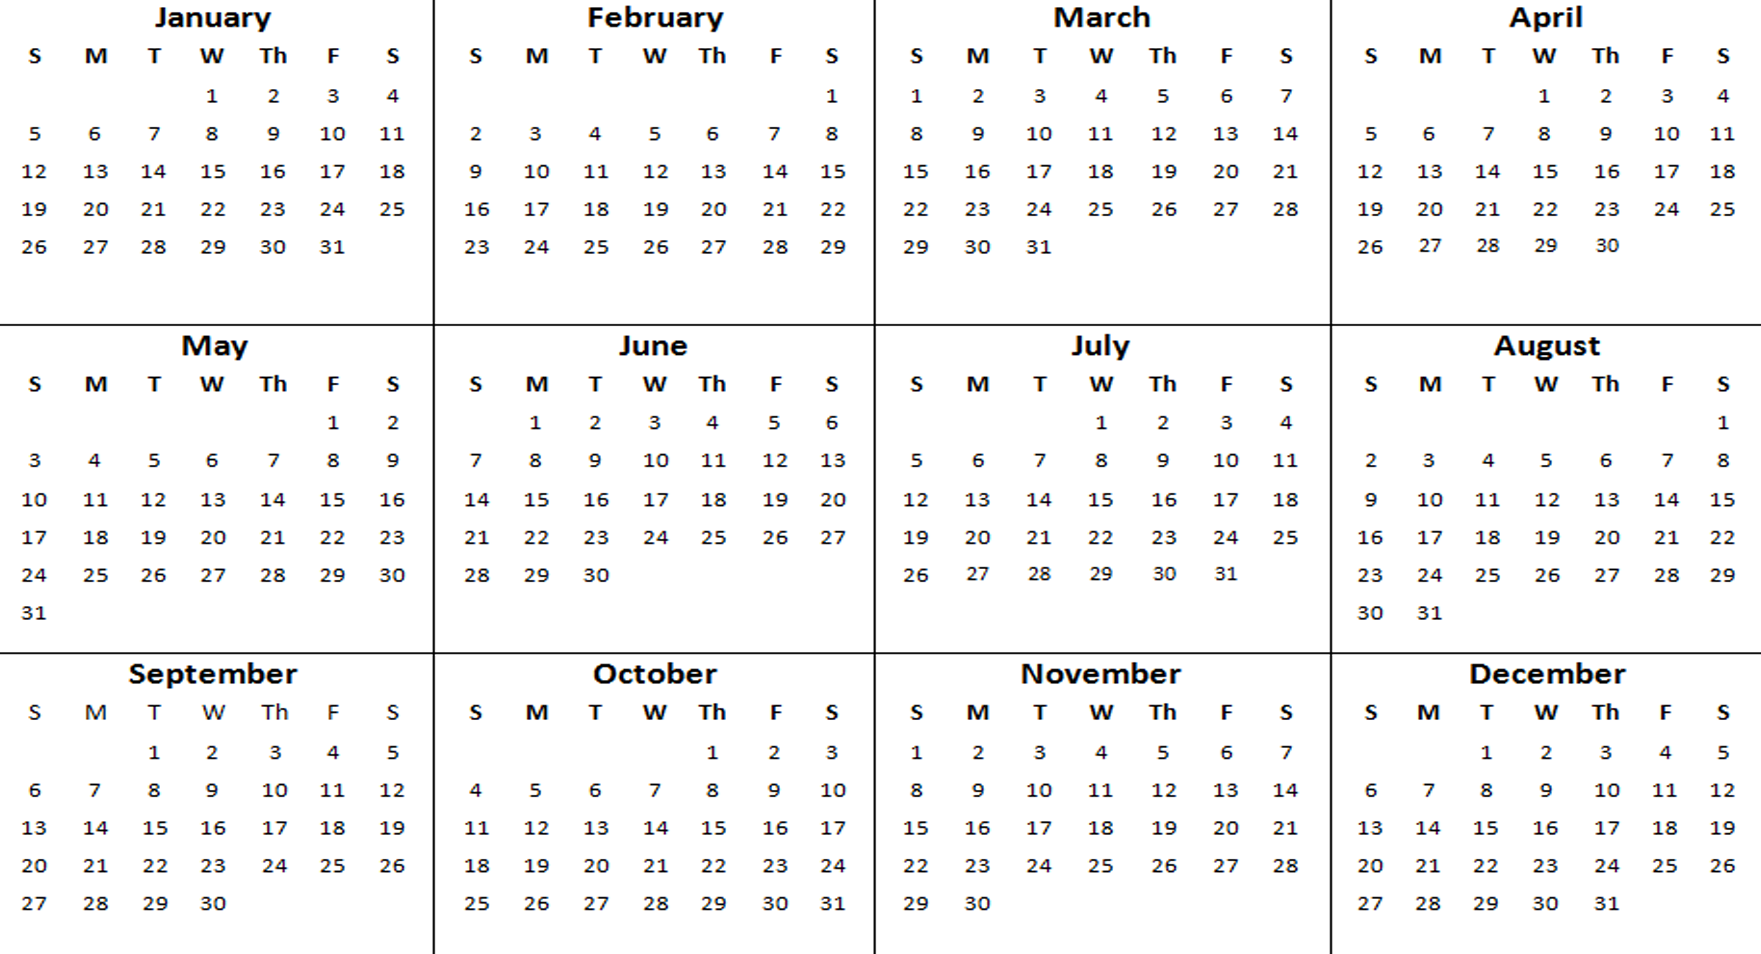 January
S M T W Th F S
1 2 3 4
5 6 7 8 9 10 11
12 13 14 15 16 17 18
19 20 21 22 23 24 25
26 27 28 29 30 31
February
S M T W Th F S
1
2 3 4 5 6 7 8
9 10 11 12 13 14 15
16 17 18 19 20 21 22
23 24 25 26 27 28 29
March
S M T W Th F S
1 2 3 4 5 6 7
8 9 10 11 12 13 14
15 16 17 18 19 20 21
22 23 24 25 26 27 28
29 30 31
April
S M T W Th F S
1 2 3 4
5 6 7 8 9 10 11
12 13 14 15 16 17 18
19 20 21 22 23 24 25
26 27 28 29 30
May
S M T W Th F S
1 2
3 4 5 6 7 8 9
10 11 12 13 14 15 16
17 18 19 20 21 22 23
24 25 26 27 28 29 30
31
June
S M T W Th F S
1 2 3 4 5 6
7 8 9 10 11 12 13
14 15 16 17 18 19 20
21 22 23 24 25 26 27
28 29 30
July
S M T W Th F S
1 2 3 4
5 6 7 8 9 10 11
12 13 14 15 16 17 18
19 20 21 22 23 24 25
26 27 28 29 30 31
August
S M T W Th F S
1
2 3 4 5 6 7 8
9 10 11 12 13 14 15
16 17 18 19 20 21 22
23 24 25 26 27 28 29
30 31
September
S M T W Th F S
1 2 3 4 5
6 7 8 9 10 11 12
13 14 15 16 17 18 19
20 21 22 23 24 25 26
27 28 29 30
October
S M T W Th F S
1 2 3
4 5 6 7 8 9 10
11 12 13 14 15 16 17
18 19 20 21 22 23 24
25 26 27 28 29 30 31
November
S M T W Th F S
1 2 3 4 5 6 7
8 9 10 11 12 13 14
15 16 17 18 19 20 21
22 23 24 25 26 27 28
29 30
December
S M T W Th F S
1 2 3 4 5
6 7 8 9 10 11 12
13 14 15 16 17 18 19
20 21 22 23 24 25 26
27 28 29 30 31